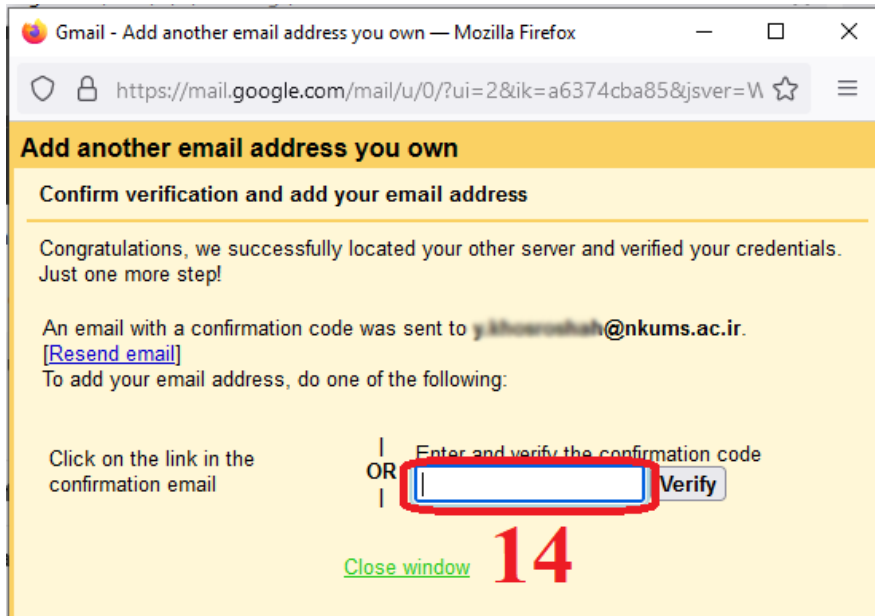 Gmail - Add another email address you own — Mozilla Firefox
https://mail.google.com/mail/u/0/?ui=2&ik=a6374cba85&jsver=W
Add another email address you own
Confirm verification and add your email address
Congratulations, we successfully located your other server and verified your credentials.
Just one more step!
An email with a confirmation code was sent to @nkums.ac.ir.
[Resend email]
To add your email address, do one of the following:
Click on the link in the
confirmation email
|
OR
|
Enter and verify the confirmation code
Verify
Close window
14